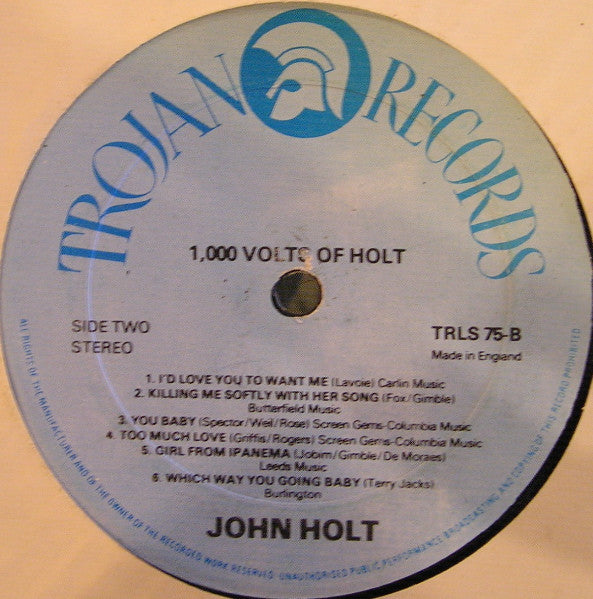 TROJAN RECORDS
1,000 VOLTS OF HOLT
SIDE TWO
STEREO
TRLS 75-B
Made in England
1. I'D LOVE YOU TO WANT ME (Lavoie) Carlin Music
2. KILLING ME SOFTLY WITH HER SONG (Fox/Gimble)
Butterfield Music
3. YOU BABY (Spector/Weil/Rose) Screen Gems-Columbia Music
4. TOO MUCH LOVE (Griffis/Rogers) Screen Gems-Columbia Music
5. GIRL FROM IPANEMA (Jobim/Gimble/De Moraes)
Leeds Music
6. WHICH WAY YOU GOING BABY (Terry Jacks)
Burlington
JOHN HOLT
ALL RIGHTS OF THE MANUFACTURER AND OF THE OWNER OF THE RECORDED WORK RESERVED. UNAUTHORISED PUBLIC PERFORMANCE BROADCASTING AND COPYING OF THIS RECORD PROHIBITED